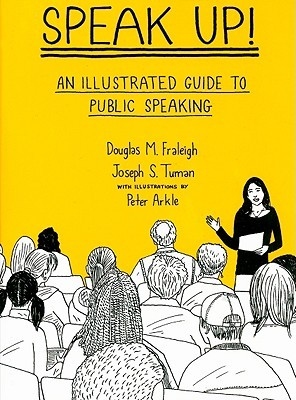 SPEAK UP!
AN ILLUSTRATED GUIDE TO
PUBLIC SPEAKING
Douglas M. Fraleigh
Joseph S. Tuman
WITH ILLUSTRATIONS BY
Peter Arkle